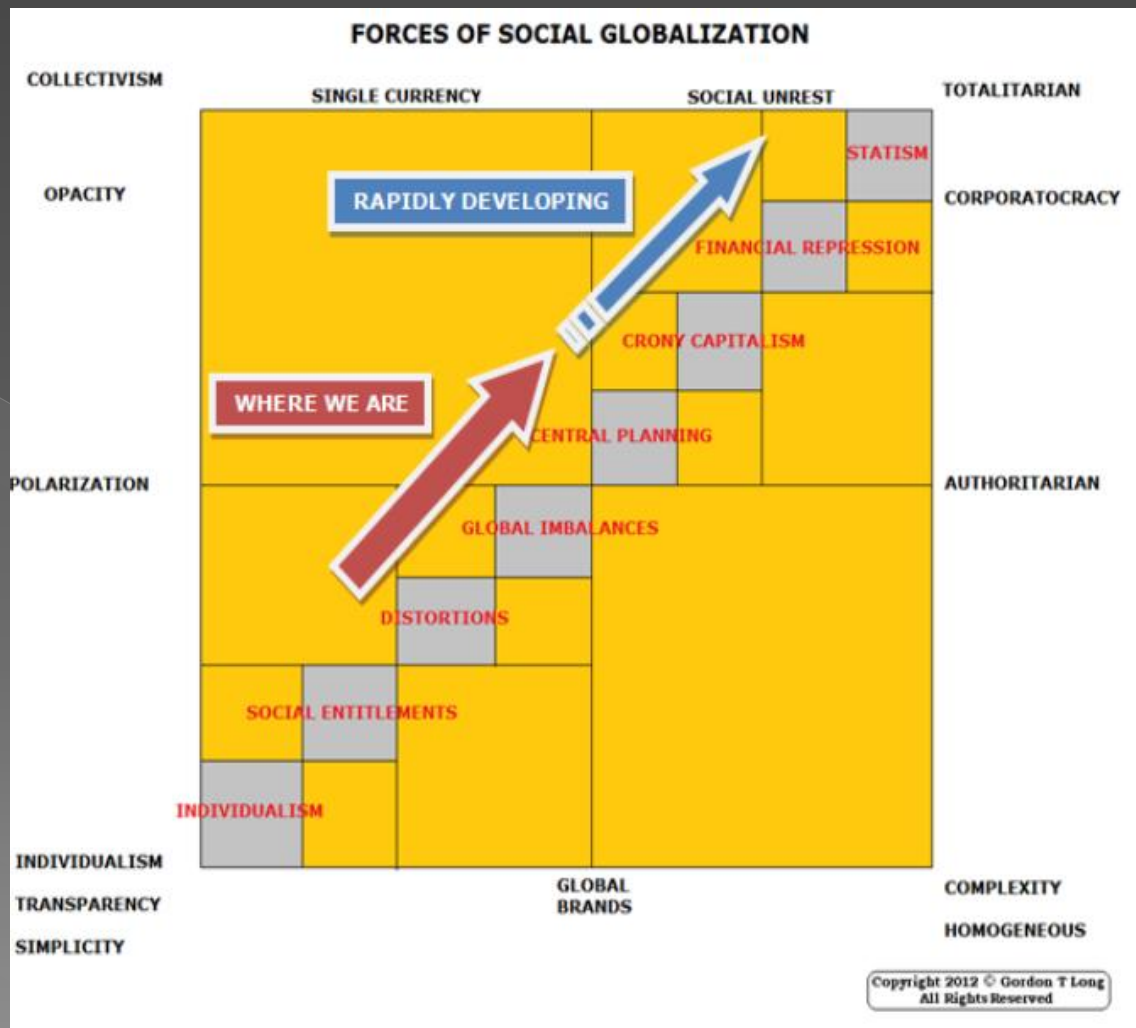 FORCES OF SOCIAL GLOBALIZATION
COLLECTIVISM
SINGLE CURRENCY
SOCIAL UNREST
TOTALITARIAN
STATISM
OPACITY
RAPIDLY DEVELOPING
CORPORATOCRACY
FINANCIAL REPRESSION
CRONY CAPITALISM
WHERE WE ARE
CENTRAL PLANNING
POLARIZATION
AUTHORITARIAN
GLOBAL IMBALANCES
DISTORTIONS
SOCIAL ENTITLEMENTS
INDIVIDUALISM
INDIVIDUALISM
TRANSPARENCY
SIMPLICITY
GLOBAL
BRANDS
COMPLEXITY
HOMOGENEOUS
Copyright 2012 © Gordon T Long
All Rights Reserved